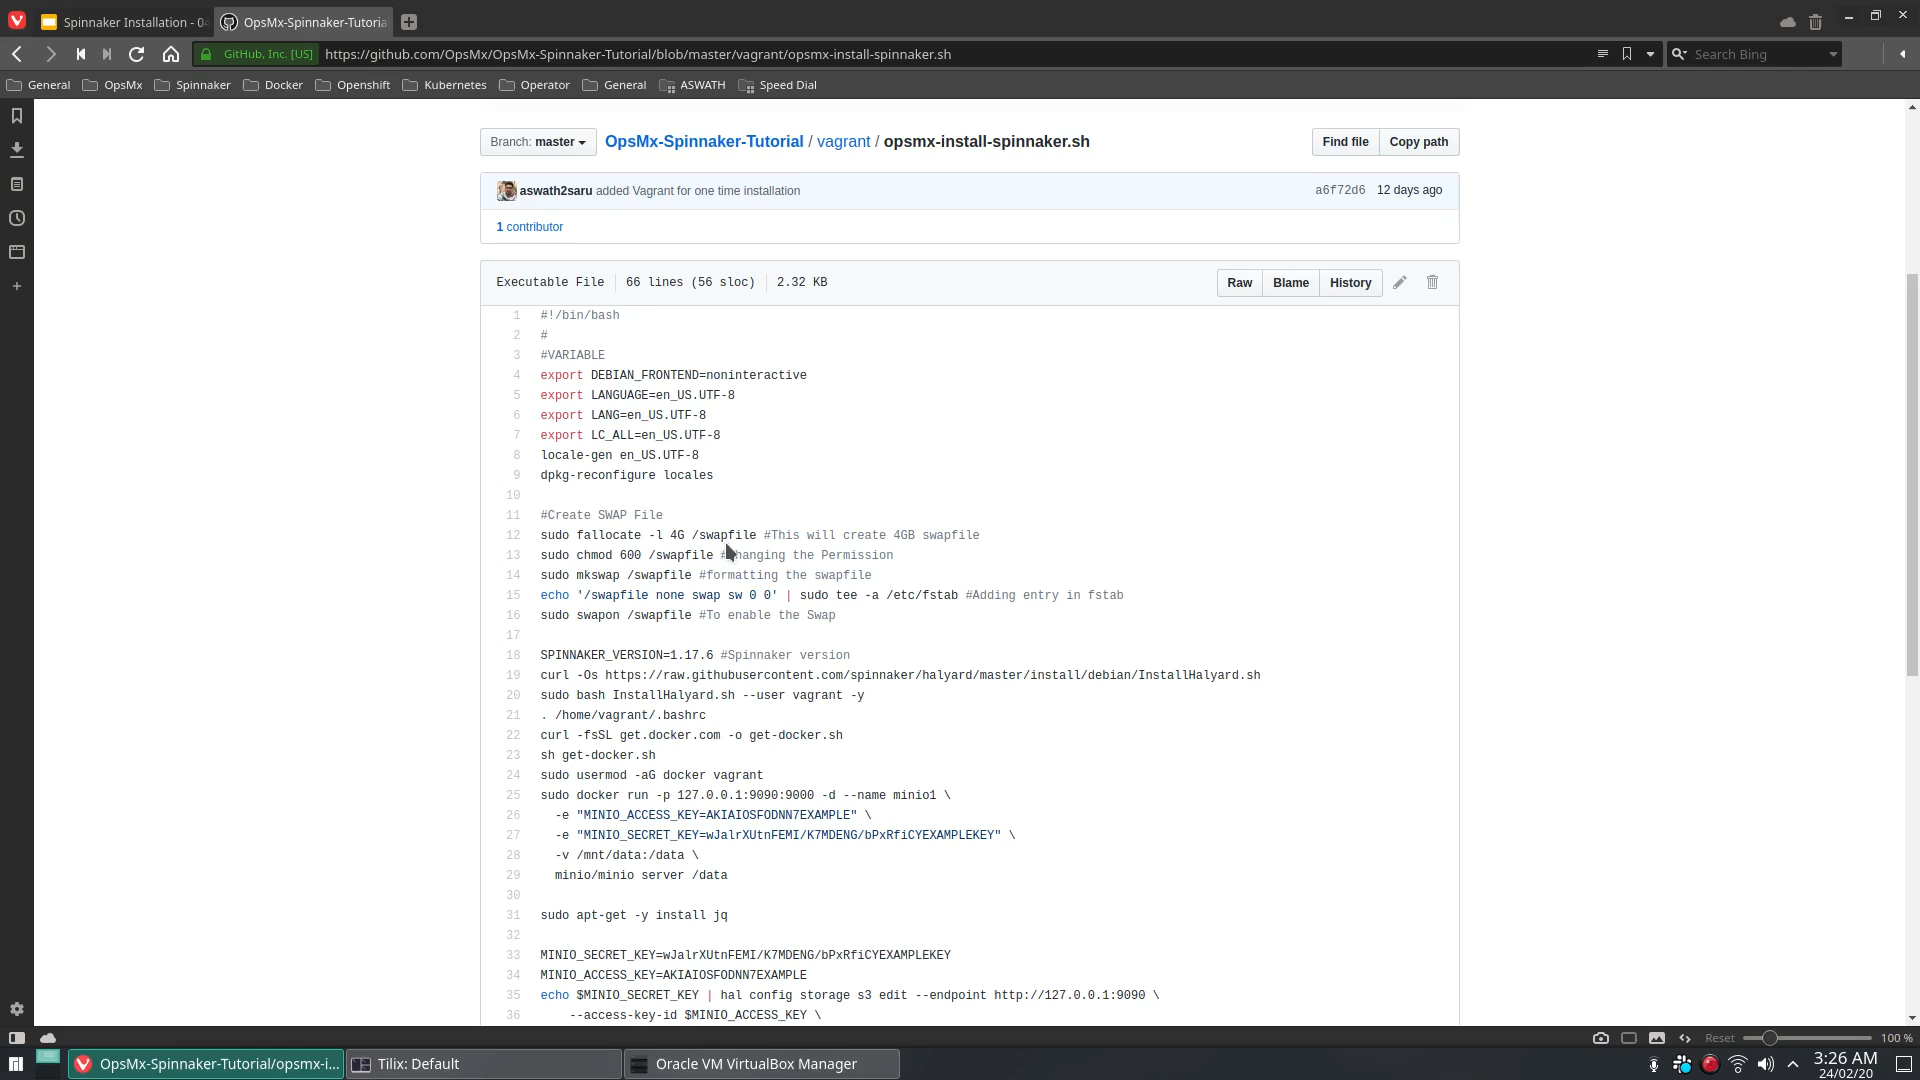 Spinnaker Installation - 04
OpsMx-Spinnaker-Tutoria
GitHub, Inc. [US]
https://github.com/OpsMx/OpsMx-Spinnaker-Tutorial/blob/master/vagrant/opsmx-install-spinnaker.sh
Search Bing
General
OpsMx
Spinnaker
Docker
Openshift
Kubernetes
Operator
General
ASWATH
Speed Dial
Branch: master
OpsMx-Spinnaker-Tutorial / vagrant / opsmx-install-spinnaker.sh
Find file
Copy path
aswath2saru added Vagrant for one time installation
a6f72d6 12 days ago
1 contributor
Executable File
66 lines (56 sloc)
2.32 KB
Raw
Blame
History
1 #!/bin/bash
2 #
3 #VARIABLE
4 export DEBIAN_FRONTEND=noninteractive
5 export LANGUAGE=en_US.UTF-8
6 export LANG=en_US.UTF-8
7 export LC_ALL=en_US.UTF-8
8 locale-gen en_US.UTF-8
9 dpkg-reconfigure locales
10
11 #Create SWAP File
12 sudo fallocate -l 4G /swapfile #This will create 4GB swapfile
13 sudo chmod 600 /swapfile #Changing the Permission
14 sudo mkswap /swapfile #formatting the swapfile
15 echo '/swapfile none swap sw 0 0' | sudo tee -a /etc/fstab #Adding entry in fstab
16 sudo swapon /swapfile #To enable the Swap
17
18 SPINNAKER_VERSION=1.17.6 #Spinnaker version
19 curl -Os https://raw.githubusercontent.com/spinnaker/halyard/master/install/debian/InstallHalyard.sh
20 sudo bash InstallHalyard.sh --user vagrant -y
21 . /home/vagrant/.bashrc
22 curl -fsSL get.docker.com -o get-docker.sh
23 sh get-docker.sh
24 sudo usermod -aG docker vagrant
25 sudo docker run -p 127.0.0.1:9090:9000 -d --name minio1 \
26 -e "MINIO_ACCESS_KEY=AKIAIOSFODNN7EXAMPLE" \
27 -e "MINIO_SECRET_KEY=wJalrXUtnFEMI/K7MDENG/bPxRfiCYEXAMPLEKEY" \
28 -v /mnt/data:/data \
29 minio/minio server /data
30
31 sudo apt-get -y install jq
32
33 MINIO_SECRET_KEY=wJalrXUtnFEMI/K7MDENG/bPxRfiCYEXAMPLEKEY
34 MINIO_ACCESS_KEY=AKIAIOSFODNN7EXAMPLE
35 echo $MINIO_SECRET_KEY | hal config storage s3 edit --endpoint http://127.0.0.1:9090 \
36 --access-key-id $MINIO_ACCESS_KEY \
Reset
100 %
OpsMx-Spinnaker-Tutorial/opsmx-i...
Tilix: Default
Oracle VM VirtualBox Manager
3:26 AM
24/02/20